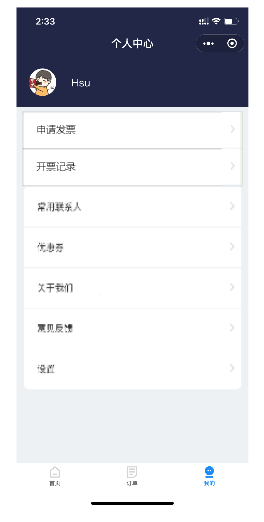 2:33
个人中心
Hsu
申请发票
开票记录
常用联系人
优惠券
关于我们
意见反馈
设置
首页
订单
我的